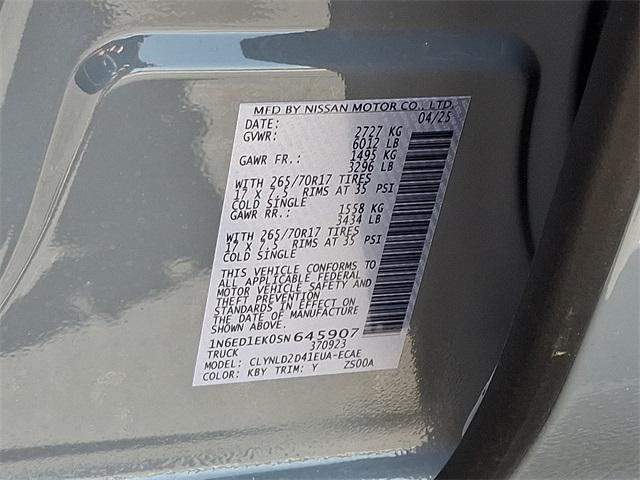 MFD BY NISSAN MOTOR CO., LTD.
DATE: 04/25
GVWR: 2727 KG
6012 LB
GAWR FR.: 1495 KG
3296 LB
WITH 265/70R17 TIRES
17 X 7.5 RIMS AT 35 PSI
COLD SINGLE
GAWR RR.: 1558 KG
3434 LB
WITH 265/70R17 TIRES
17 X 7.5 RIMS AT 35 PSI
COLD SINGLE
THIS VEHICLE CONFORMS TO
ALL APPLICABLE FEDERAL
MOTOR VEHICLE SAFETY AND
THEFT PREVENTION
STANDARDS IN EFFECT ON
THE DATE OF MANUFACTURE
SHOWN ABOVE.
1N6ED1EK0SN645907
TRUCK 370923
MODEL: CLYNLD2D41EUA-ECAE
COLOR: KBY TRIM: Y ZS00A